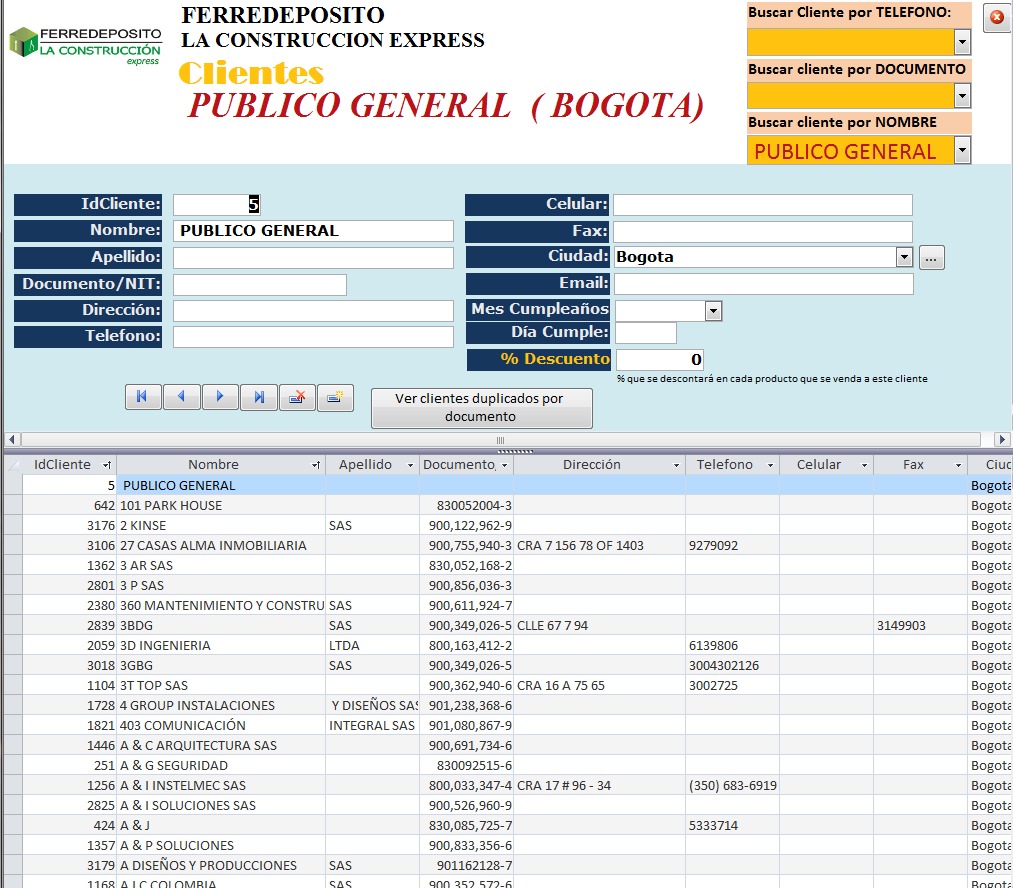 FERREDEPOSITO
LA CONSTRUCCIÓN
express
FERREDEPOSITO
LA CONSTRUCCION EXPRESS
Clientes
PUBLICO GENERAL ( BOGOTA)
Buscar Cliente por TELEFONO:
Buscar cliente por DOCUMENTO
Buscar cliente por NOMBRE
PUBLICO GENERAL
IdCliente: 5
Nombre: PUBLICO GENERAL
Apellido:
Documento/NIT:
Dirección:
Telefono:
Celular:
Fax:
Ciudad: Bogota ...
Email:
Mes Cumpleaños
Día Cumple:
% Descuento 0
% que se descontará en cada producto que se venda a este cliente
Ver clientes duplicados por
documento
IdCliente Nombre Apellido Documento, Dirección Telefono Celular Fax Ciuc
5 PUBLICO GENERAL Bogota
642 101 PARK HOUSE 830052004-3 Bogota
3176 2 KINSE SAS 900,122,962-9 Bogota
3106 27 CASAS ALMA INMOBILIARIA 900,755,940-3 CRA 7 156 78 OF 1403 9279092 Bogota
1362 3 AR SAS 830,052,168-2 Bogota
2801 3 P SAS 900,856,036-3 Bogota
2380 360 MANTENIMIENTO Y CONSTRU SAS 900,611,924-7 Bogota
2839 3BDG SAS 900,349,026-5 CLLE 67 7 94 3149903 Bogota
2059 3D INGENIERIA LTDA 800,163,412-2 6139806 Bogota
3018 3GBG SAS 900,349,026-5 3004302126 Bogota
1104 3T TOP SAS 900,362,940-6 CRA 16 A 75 65 3002725 Bogota
1728 4 GROUP INSTALACIONES Y DISEÑOS SAS 901,238,368-6 Bogota
1821 403 COMUNICACIÓN INTEGRAL SAS 901,080,867-9 Bogota
1446 A & C ARQUITECTURA SAS 900,691,734-6 Bogota
251 A & G SEGURIDAD 830092515-6 Bogota
1256 A & I INSTELMEC SAS 800,033,347-4 CRA 17 # 96 - 34 (350) 683-6919 Bogota
2825 A & I SOLUCIONES SAS 900,526,960-9 Bogota
424 A & J 830,085,725-7 5333714 Bogota
1357 A & P SOLUCIONES 900,833,356-6 Bogota
3179 A DISEÑOS Y PRODUCCIONES SAS 901162128-7 Bogota
1168 A I C COLOMBIA SAS 900,352,572-6 Bogota